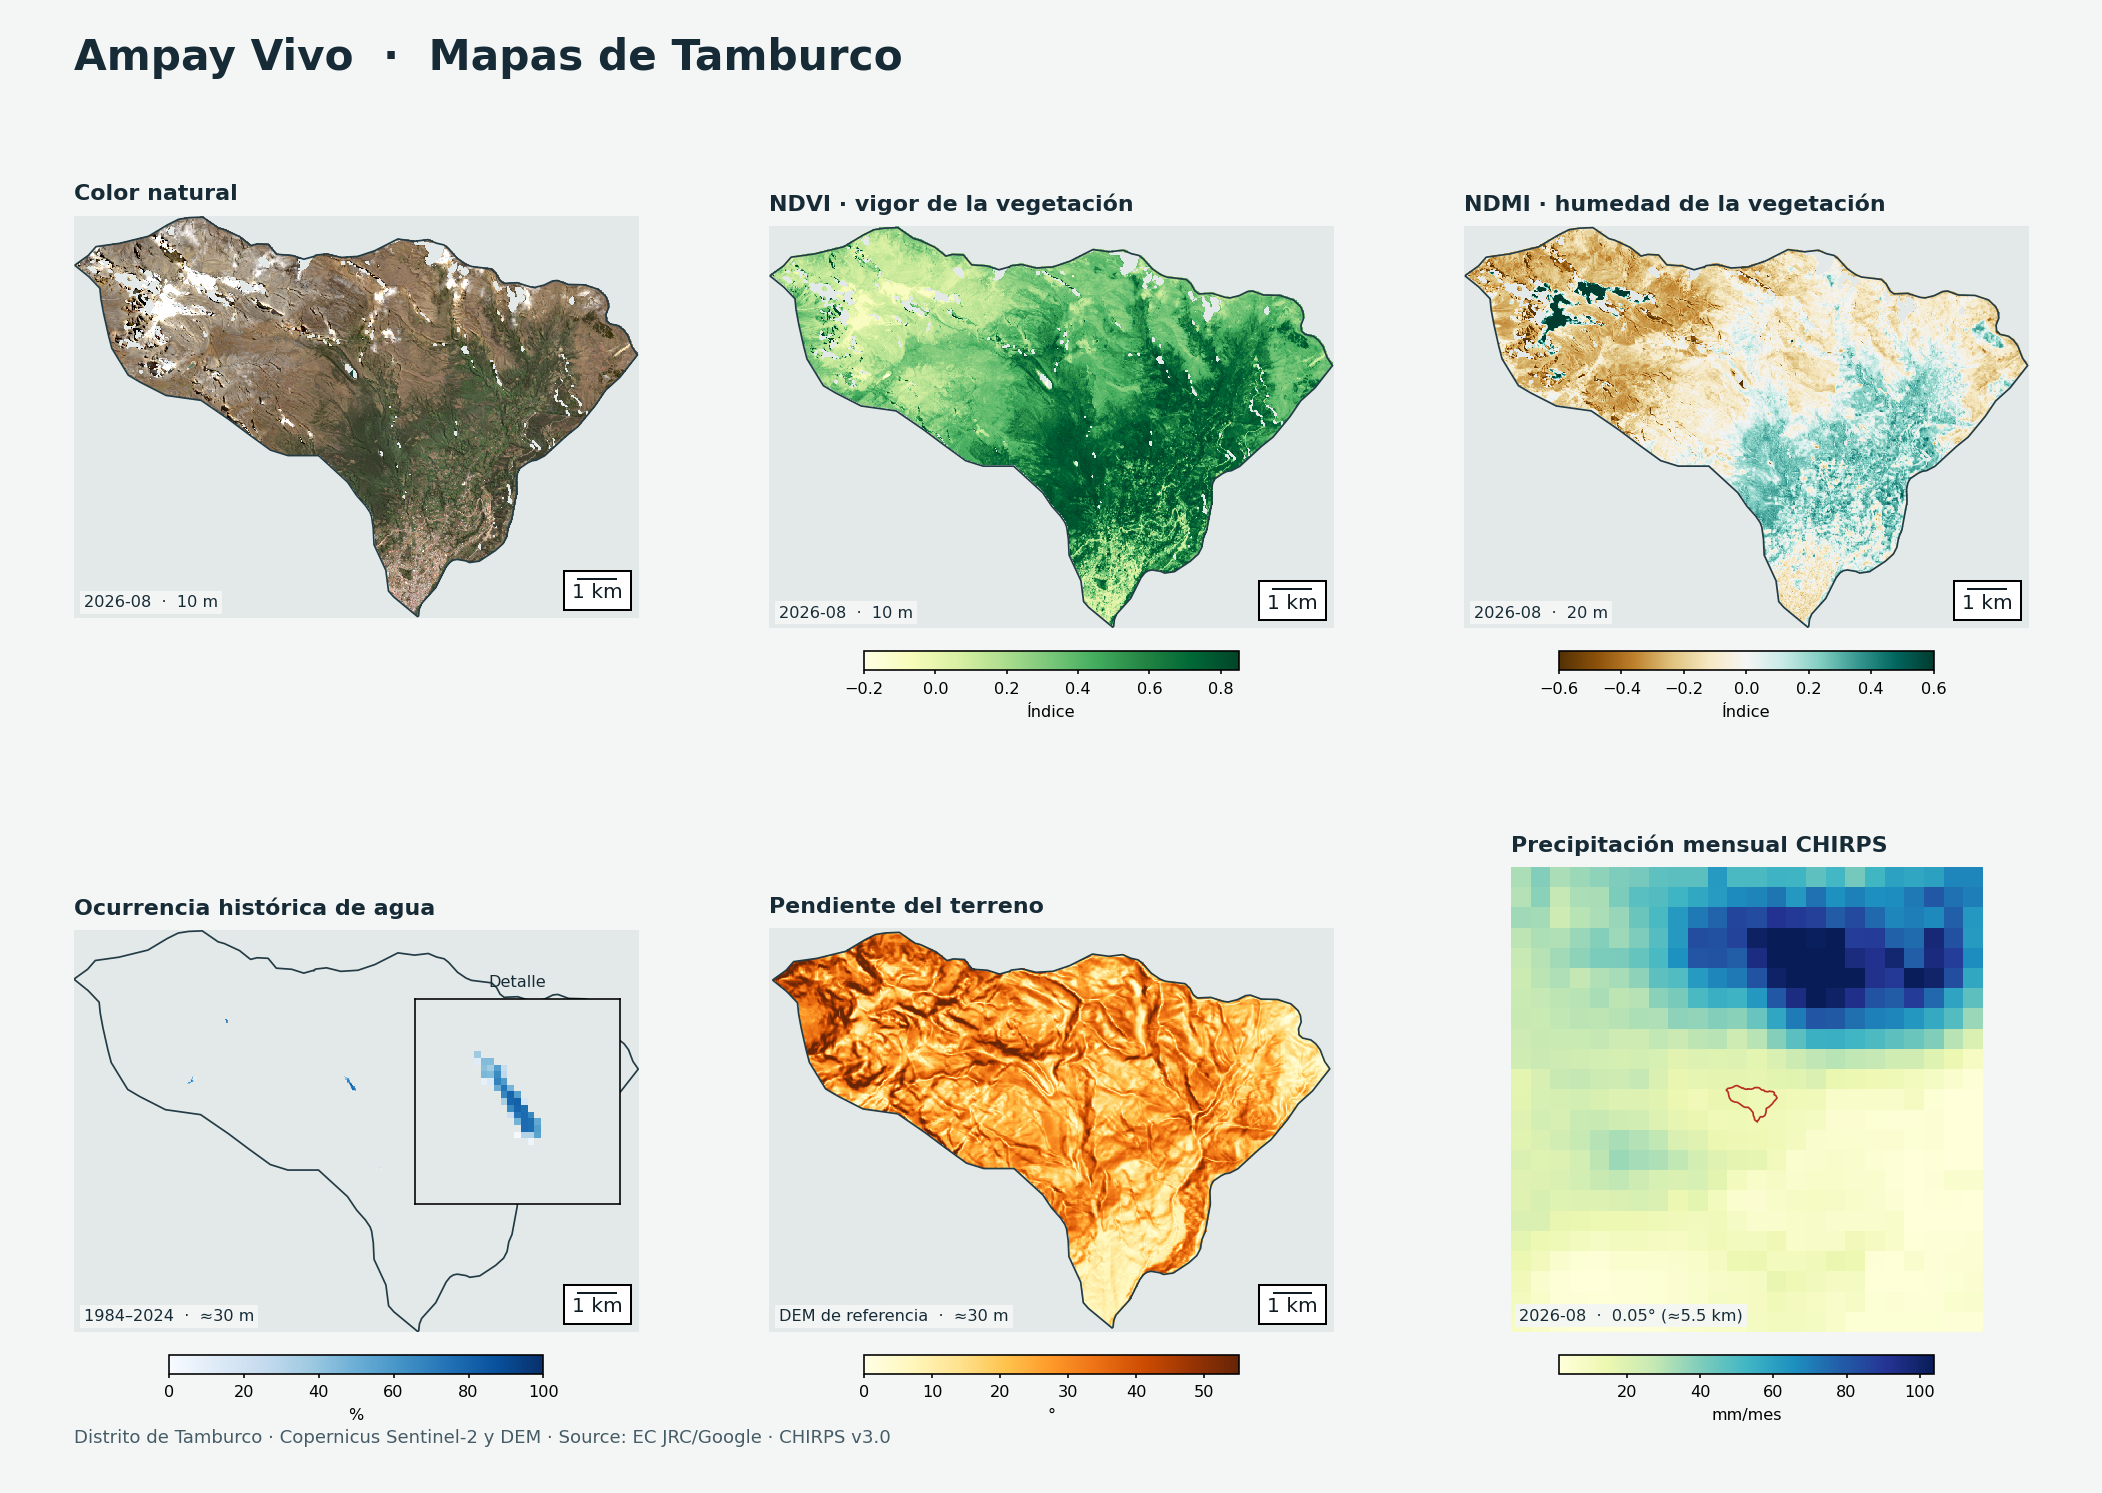 Ampay Vivo · Mapas de Tamburco
Color natural
2026-08 · 10 m
1 km
NDVI · vigor de la vegetación
2026-08 · 10 m
1 km
−0.2 0.0 0.2 0.4 0.6 0.8
Índice
NDMI · humedad de la vegetación
2026-08 · 20 m
1 km
−0.6 −0.4 −0.2 0.0 0.2 0.4 0.6
Índice
Ocurrencia histórica de agua
Detalle
1984–2024 · ≈30 m
1 km
0 20 40 60 80 100
%
Pendiente del terreno
DEM de referencia · ≈30 m
1 km
0 10 20 30 40 50
°
Precipitación mensual CHIRPS
2026-08 · 0.05° (≈5.5 km)
20 40 60 80 100
mm/mes
Distrito de Tamburco · Copernicus Sentinel-2 y DEM · Source: EC JRC/Google · CHIRPS v3.0